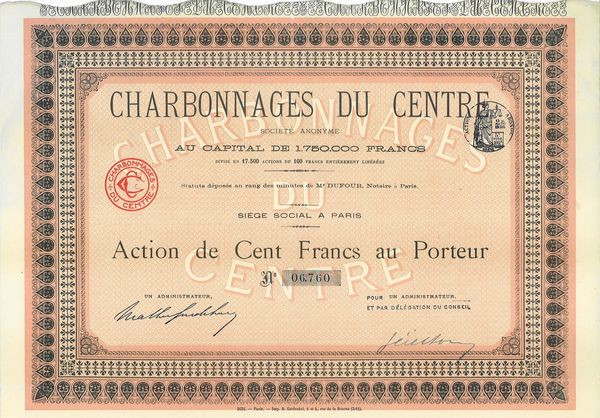 CHARBONNAGES DU CENTRE
SOCIÉTÉ ANONYME
AU CAPITAL DE 1.750.000 FRANCS
DIVISÉ EN 17.500 ACTIONS DE 100 FRANCS ENTIÈREMENT LIBÉRÉES
Statuts déposés au rang des minutes de Me DUFOUR, Notaire à Paris.
CHARBONNAGES
DU CENTRE
SIÈGE SOCIAL A PARIS
Action de Cent Francs au Porteur
No 06.760
UN ADMINISTRATEUR,
POUR UN ADMINISTRATEUR,
ET PAR DÉLÉGATION DU CONSEIL
CHARBONNAGES
DU
CENTRE